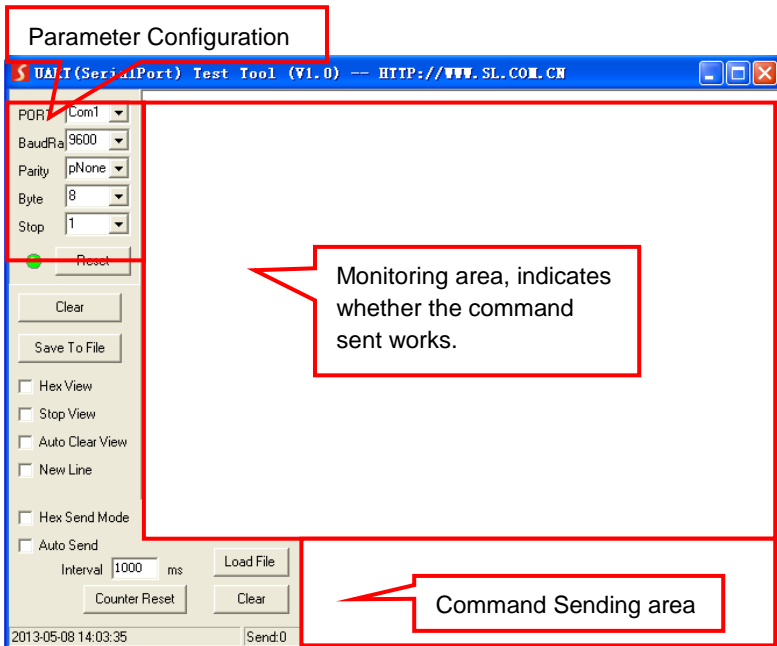 Parameter Configuration
UART(SerialPort) Test Tool (V1.0) -- HTTP://WWW.SL.COM.CN
PORT Com1
BaudRa 9600
Parity pNone
Byte 8
Stop 1
Reset
Clear
Save To File
Hex View
Stop View
Auto Clear View
New Line
Monitoring area, indicates
whether the command
sent works.
Hex Send Mode
Auto Send
Interval 1000 ms
Load File
Counter Reset
Clear
Command Sending area
2013-05-08 14:03:35
Send:0